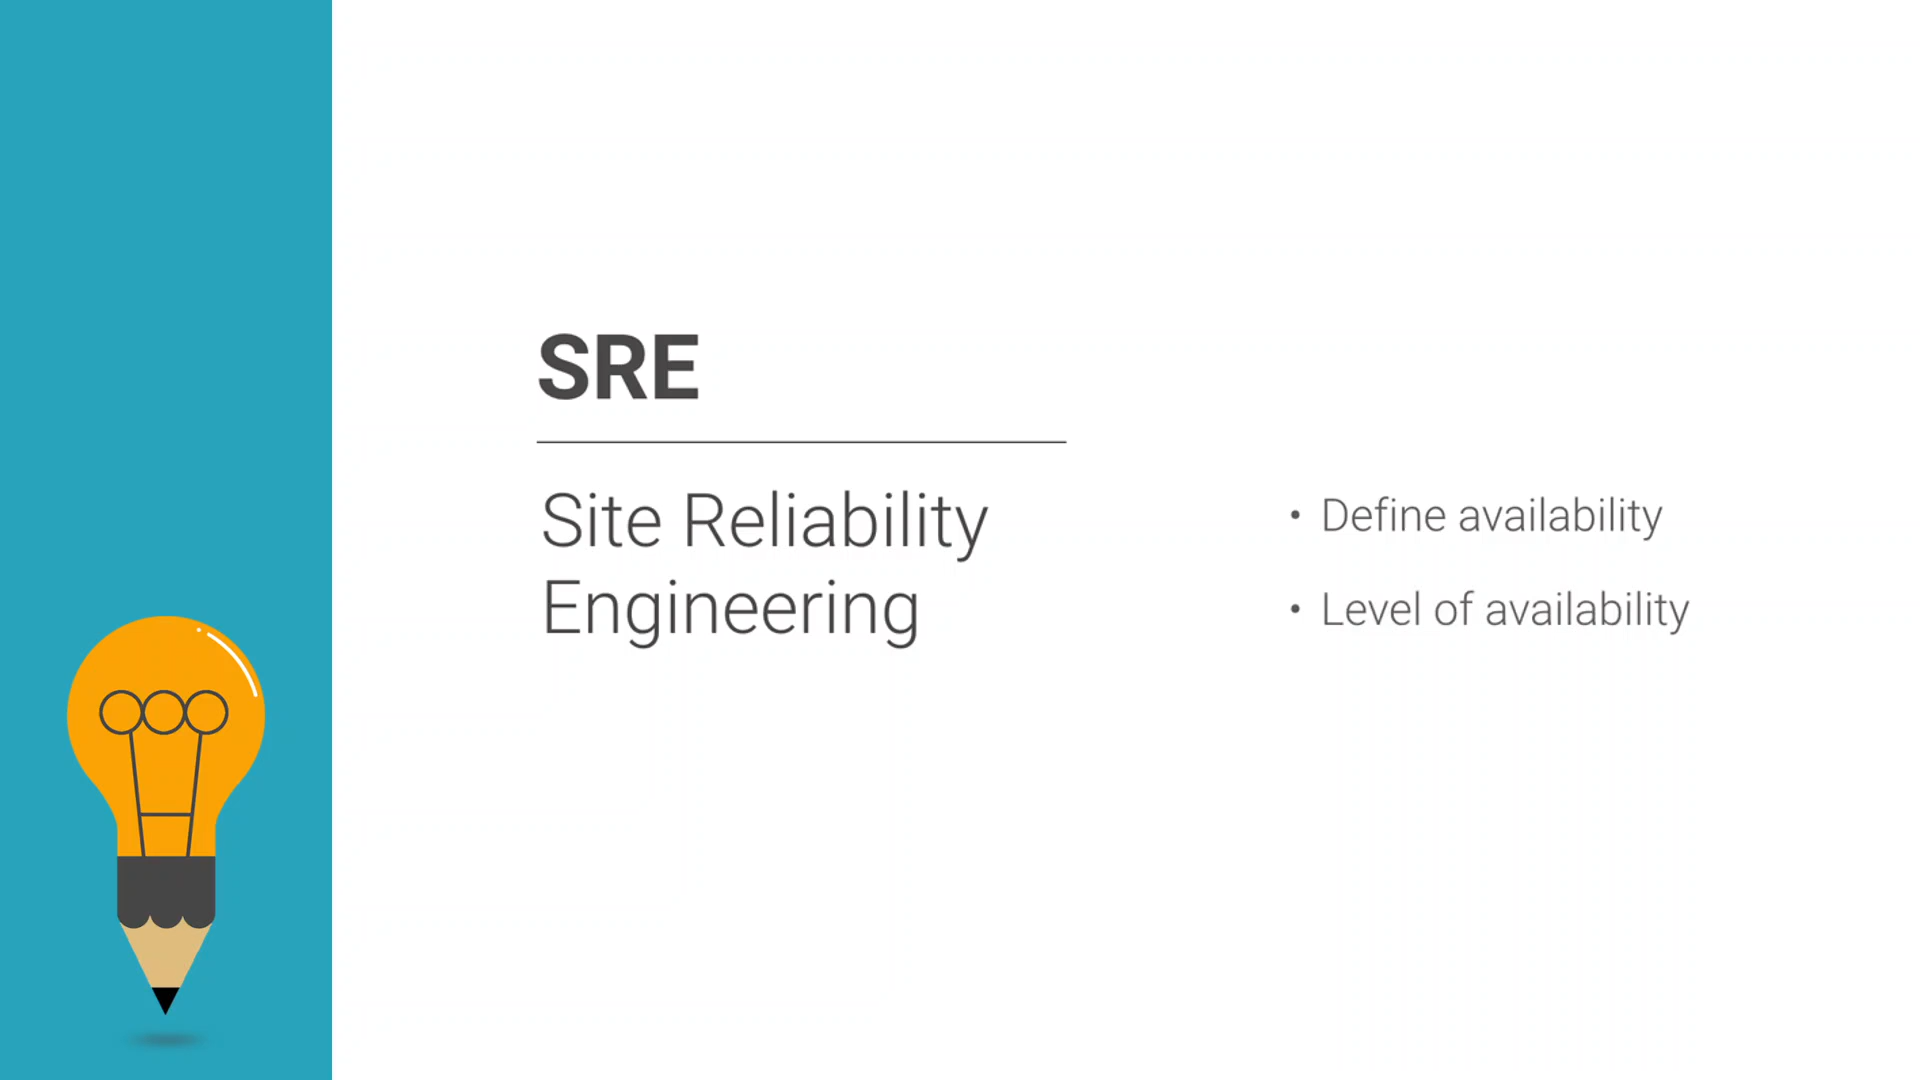 SRE
Site Reliability
Engineering
• Define availability
• Level of availability